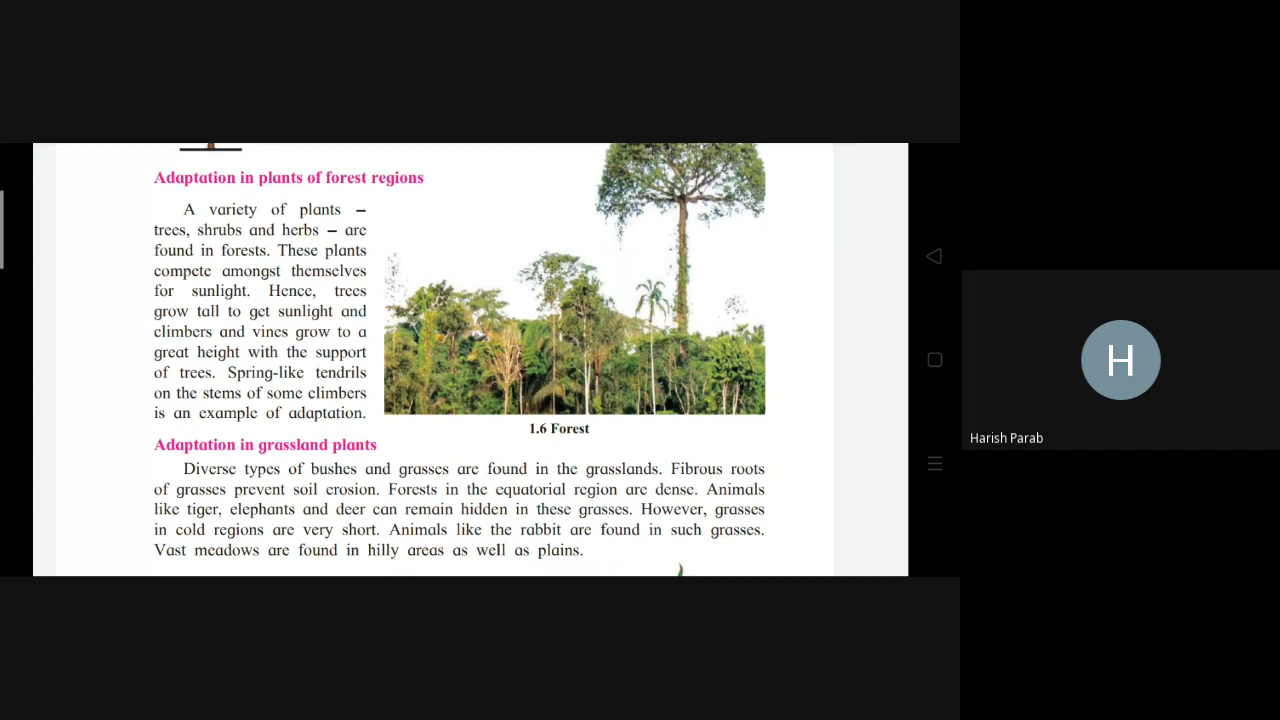 Adaptation in plants of forest regions
A variety of plants –
trees, shrubs and herbs – are
found in forests. These plants
compete amongst themselves
for sunlight. Hence, trees
grow tall to get sunlight and
climbers and vines grow to a
great height with the support
of trees. Spring-like tendrils
on the stems of some climbers
is an example of adaptation.
1.6 Forest
Adaptation in grassland plants
Diverse types of bushes and grasses are found in the grasslands. Fibrous roots
of grasses prevent soil erosion. Forests in the equatorial region are dense. Animals
like tiger, elephants and deer can remain hidden in these grasses. However, grasses
in cold regions are very short. Animals like the rabbit are found in such grasses.
Vast meadows are found in hilly areas as well as plains.
H
Harish Parab